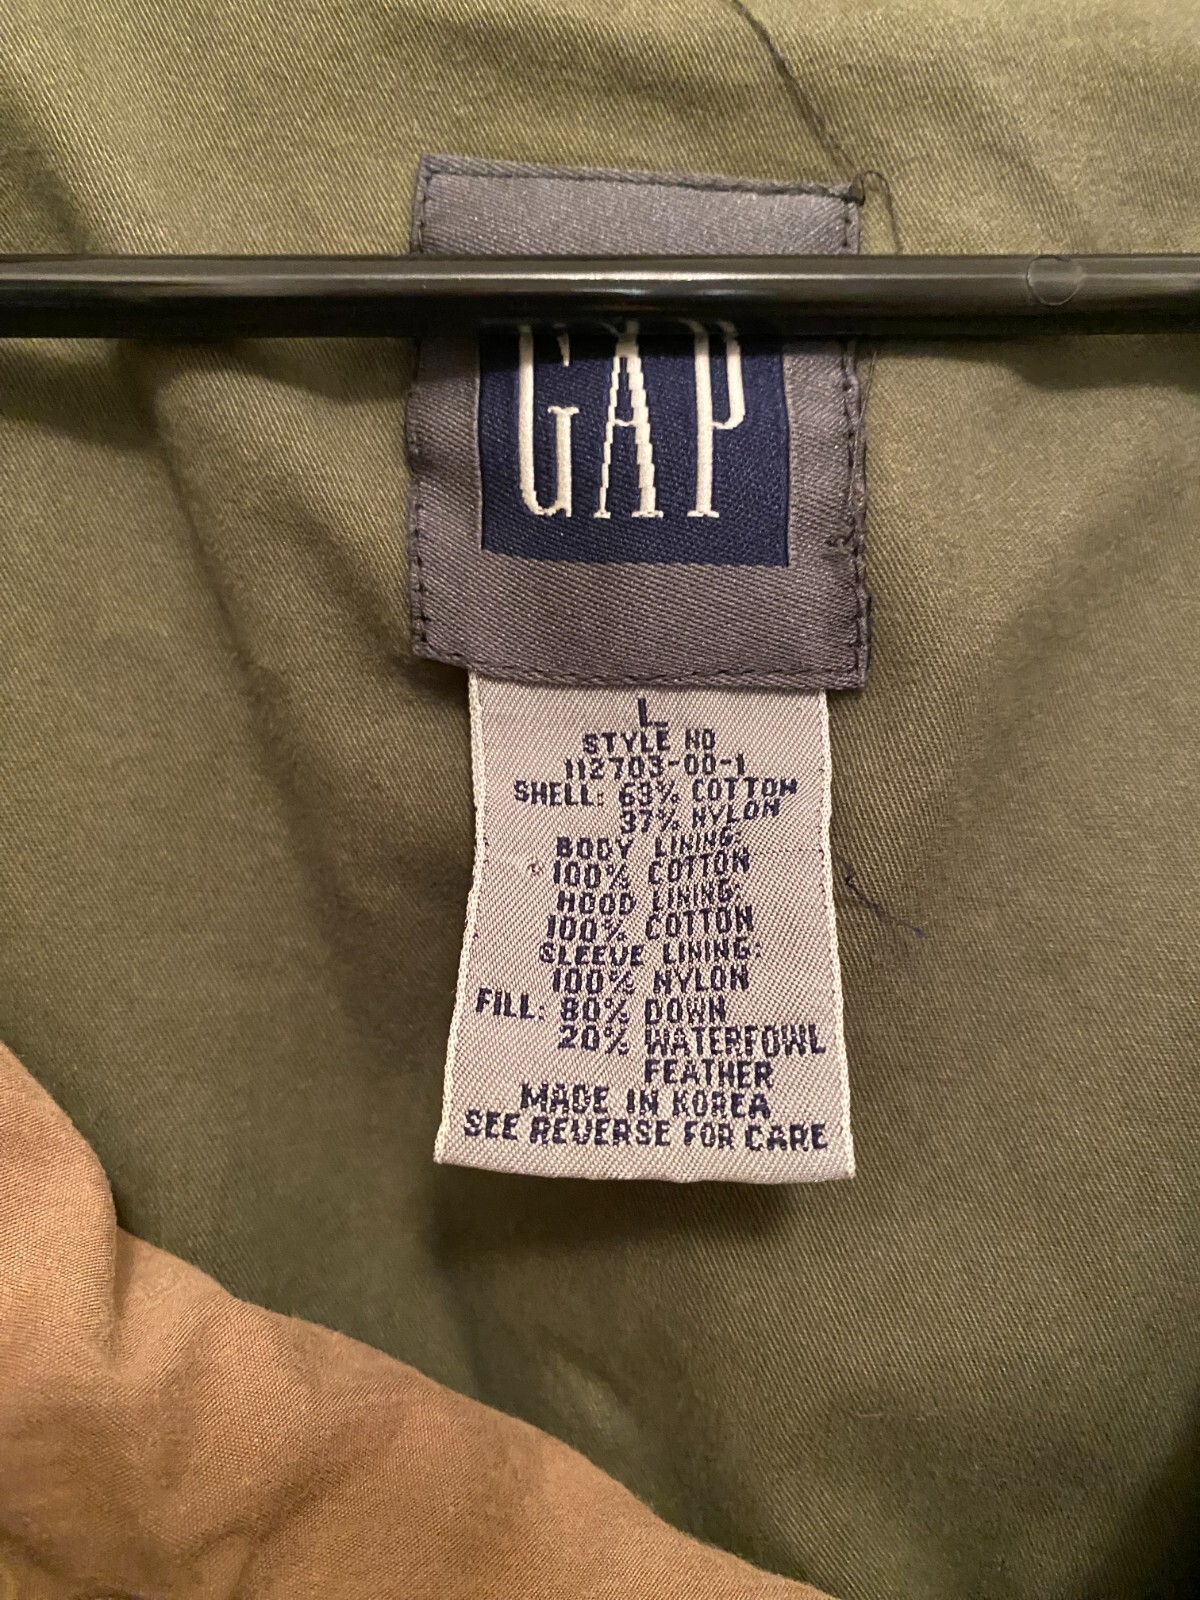 GAP
L
STYLE NO
112703-00-1
SHELL: 63% COTTON
37% NYLON
BODY LINING:
100% COTTON
HOOD LINING:
100% COTTON
SLEEVE LINING:
100% NYLON
FILL: 80% DOWN
20% WATERFOWL
FEATHER
MADE IN KOREA
SEE REVERSE FOR CARE